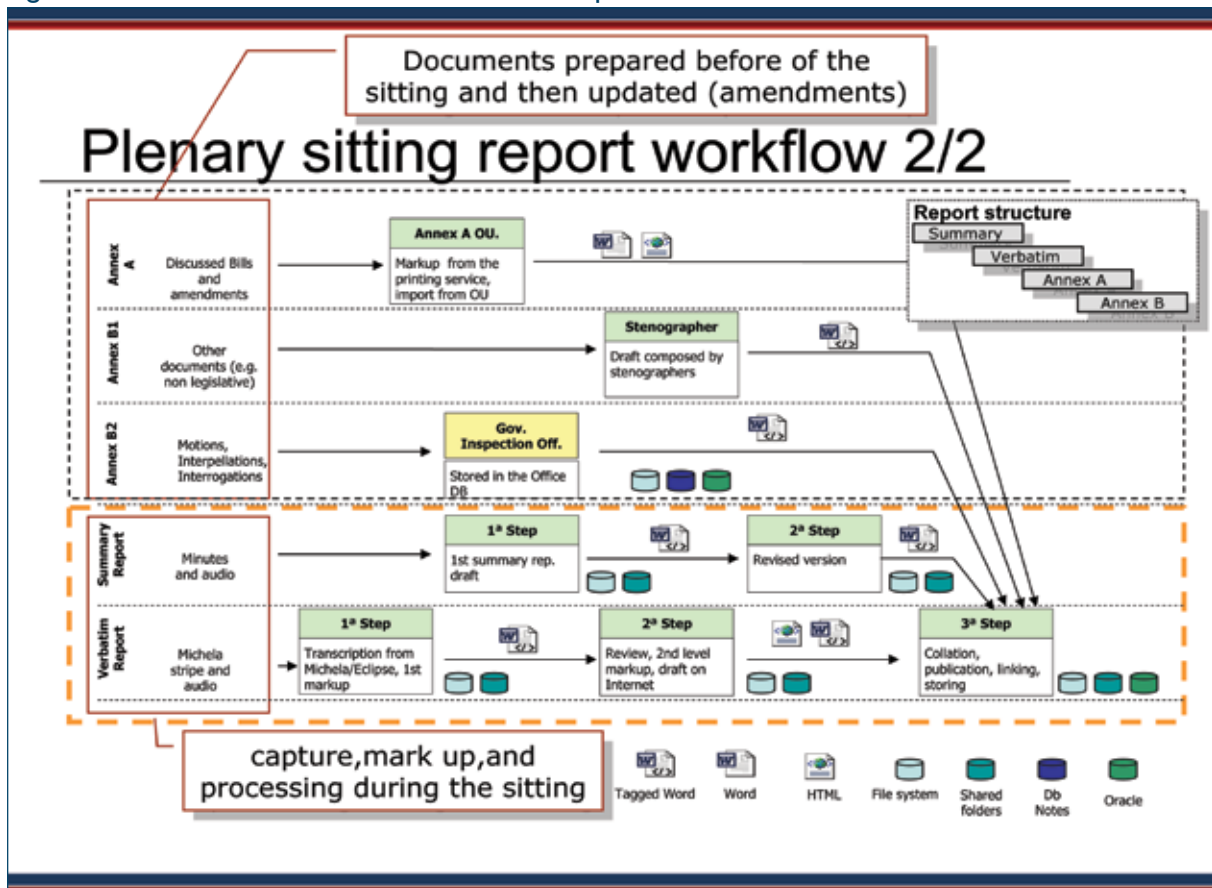 Documents prepared before of the
sitting and then updated (amendments)
Plenary sitting report workflow 2/2
Report structure
Summary
Verbatim
Annex A
Annex B
Annex
A
Discussed Bills
and
amendments
Annex A OU.
Markup from the
printing service,
import from OU
Annex B1
Other
documents (e.g.
non legislative)
Stenographer
Draft composed by
stenographers
Annex B2
Motions,
Interpellations,
Interrogations
Gov.
Inspection Off.
Stored in the Office
DB
Summary
Report
Minutes
and audio
1ª Step
1st summary rep.
draft
2ª Step
Revised version
Verbatim
Report
Michela
stripe and
audio
1ª Step
Transcription from
Michela/Eclipse, 1st
markup
2ª Step
Review, 2nd level
markup, draft on
Internet
3ª Step
Collation,
publication, linking,
storing
capture,mark up,and
processing during the sitting
Tagged Word
Word
HTML
File system
Shared
folders
Db
Notes
Oracle